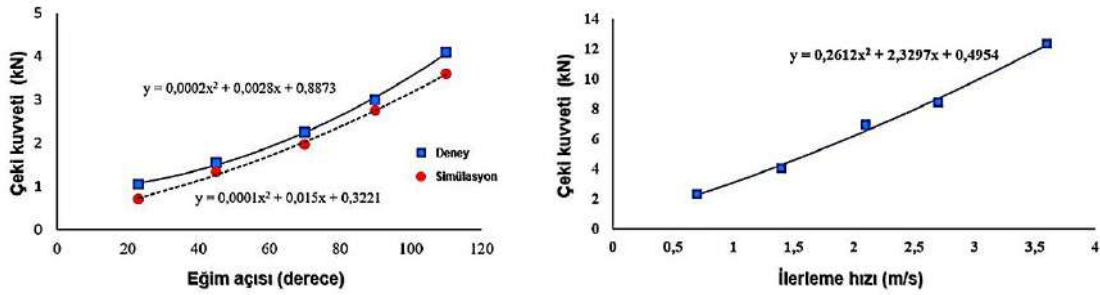 Çeki kuvveti (kN)
5
4
3
2
1
0
y = 0,0002x² + 0,0028x + 0,8873
Deney
Simülasyon
y = 0,0001x² + 0,015x + 0,3221
0 20 40 60 80 100 120
Eğim açısı (derece)
Çeki kuvveti (kN)
14
12
10
8
6
4
2
0
y = 0,2612x² + 2,3297x + 0,4954
0 0,5 1 1,5 2 2,5 3 3,5 4
İlerleme hızı (m/s)